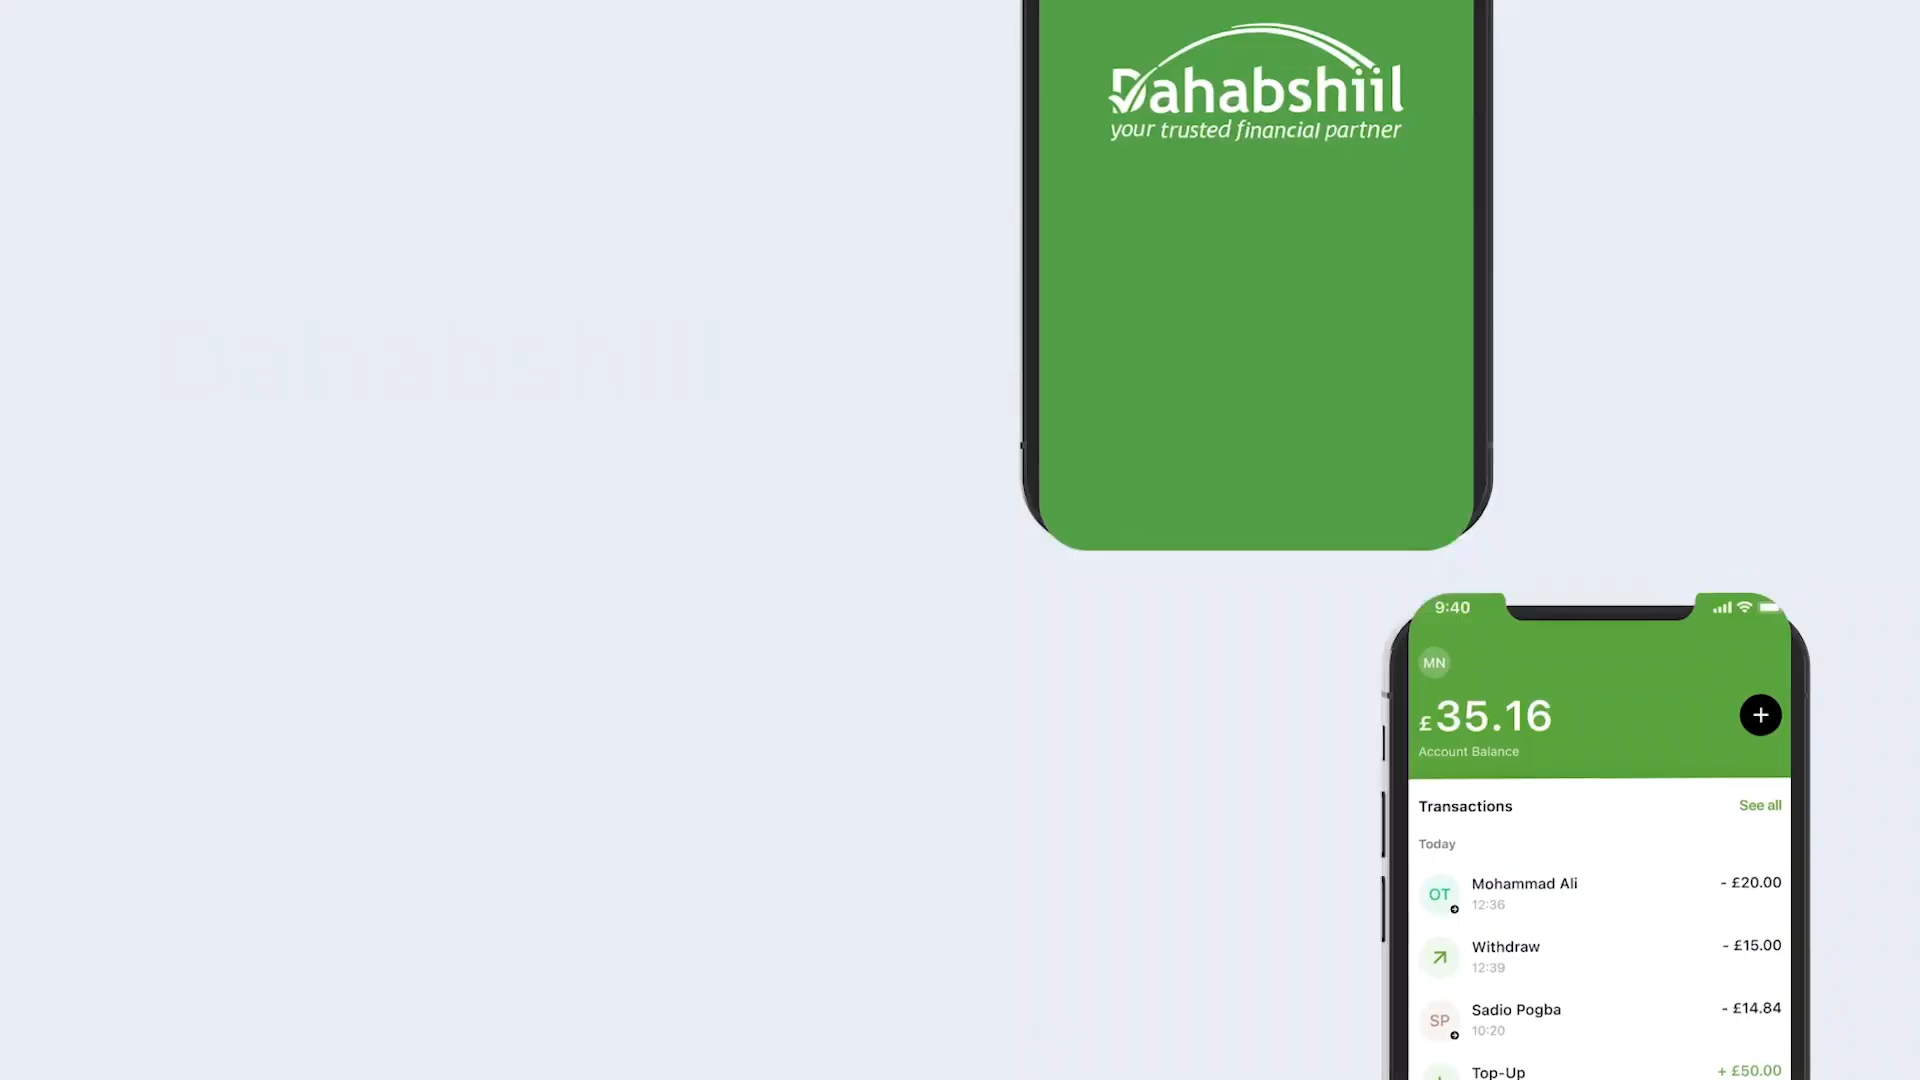 Dahabshiil
your trusted financial partner
Dahabshiil
9:40
MN
£35.16
+
Account Balance
Transactions
See all
Today
OT
Mohammad Ali
- £20.00
12:36
Withdraw
- £15.00
12:39
SP
Sadio Pogba
- £14.84
10:20
Top-Up
+ £50.00